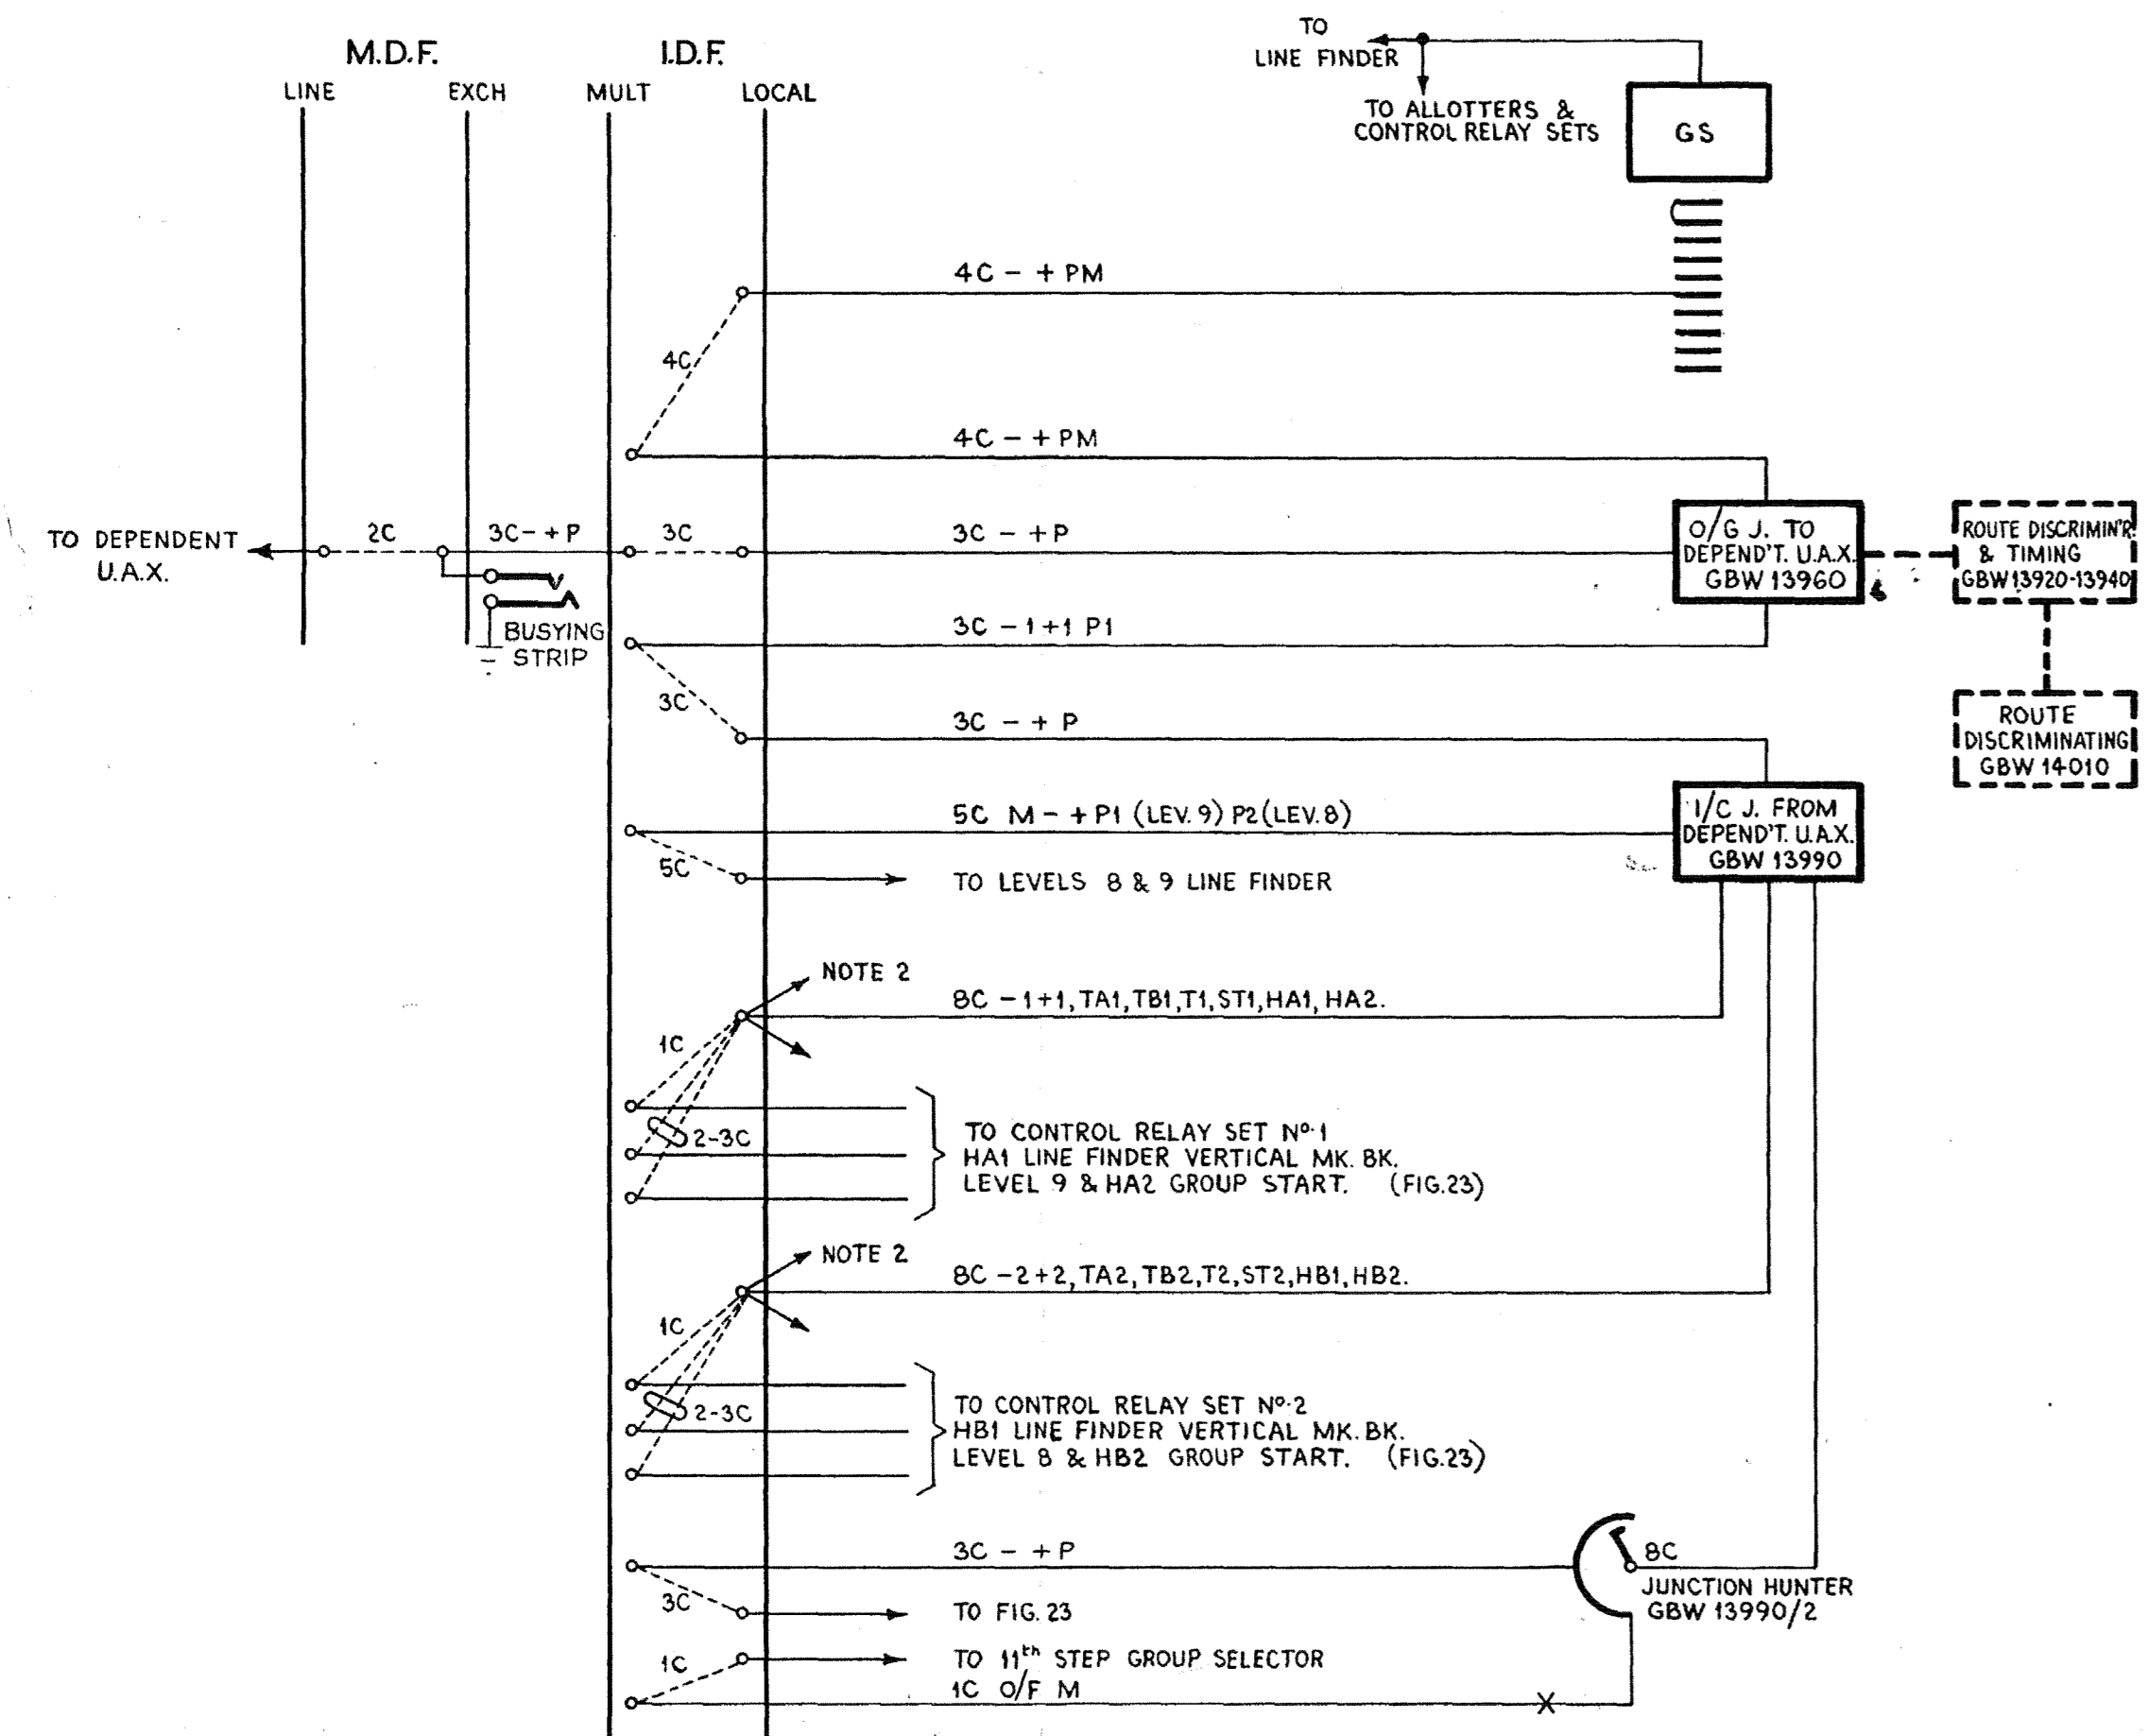 M.D.F.
I.D.F.
LINE
EXCH
MULT
LOCAL
TO
LINE FINDER
TO ALLOTTERS &
CONTROL RELAY SETS
GS
4C - + PM
4C
4C - + PM
TO DEPENDENT
U.A.X.
2C
3C - + P
3C
3C - + P
O/G J. TO
DEPEND'T. U.A.X.
GBW 13960
ROUTE DISCRIMIN'R.
& TIMING
GBW13920-13940
BUSYING
STRIP
3C - 1 + 1 P1
3C
3C - + P
ROUTE
DISCRIMINATING
GBW 14010
5C M - + P1 (LEV. 9) P2 (LEV. 8)
I/C J. FROM
DEPEND'T. U.A.X.
GBW 13990
5C
TO LEVELS 8 & 9 LINE FINDER
NOTE 2
8C - 1 + 1, TA1, TB1, T1, ST1, HA1, HA2.
1C
2-3C
TO CONTROL RELAY SET Nº.1
HA1 LINE FINDER VERTICAL MK. BK.
LEVEL 9 & HA2 GROUP START. (FIG.23)
NOTE 2
8C - 2 + 2, TA2, TB2, T2, ST2, HB1, HB2.
1C
2-3C
TO CONTROL RELAY SET Nº.2
HB1 LINE FINDER VERTICAL MK. BK.
LEVEL 8 & HB2 GROUP START. (FIG.23)
3C - + P
8C
JUNCTION HUNTER
GBW 13990/2
3C
TO FIG. 23
1C
TO 11th STEP GROUP SELECTOR
1C O/F M
X